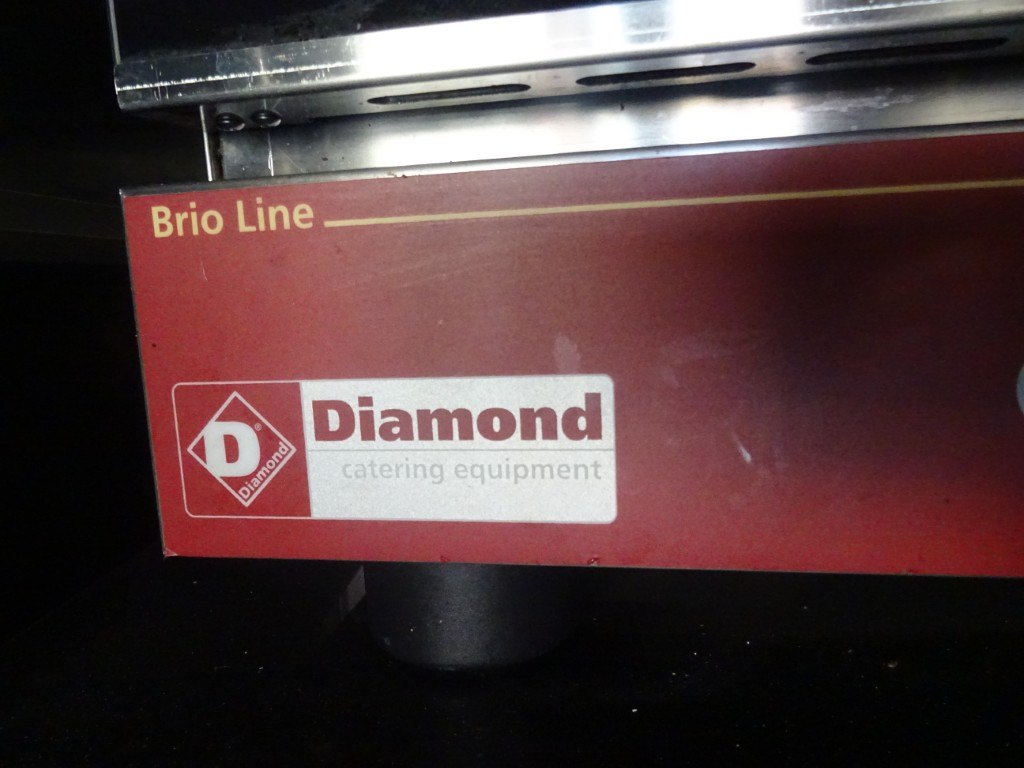 Brio Line
D®
Diamond
Diamond
catering equipment